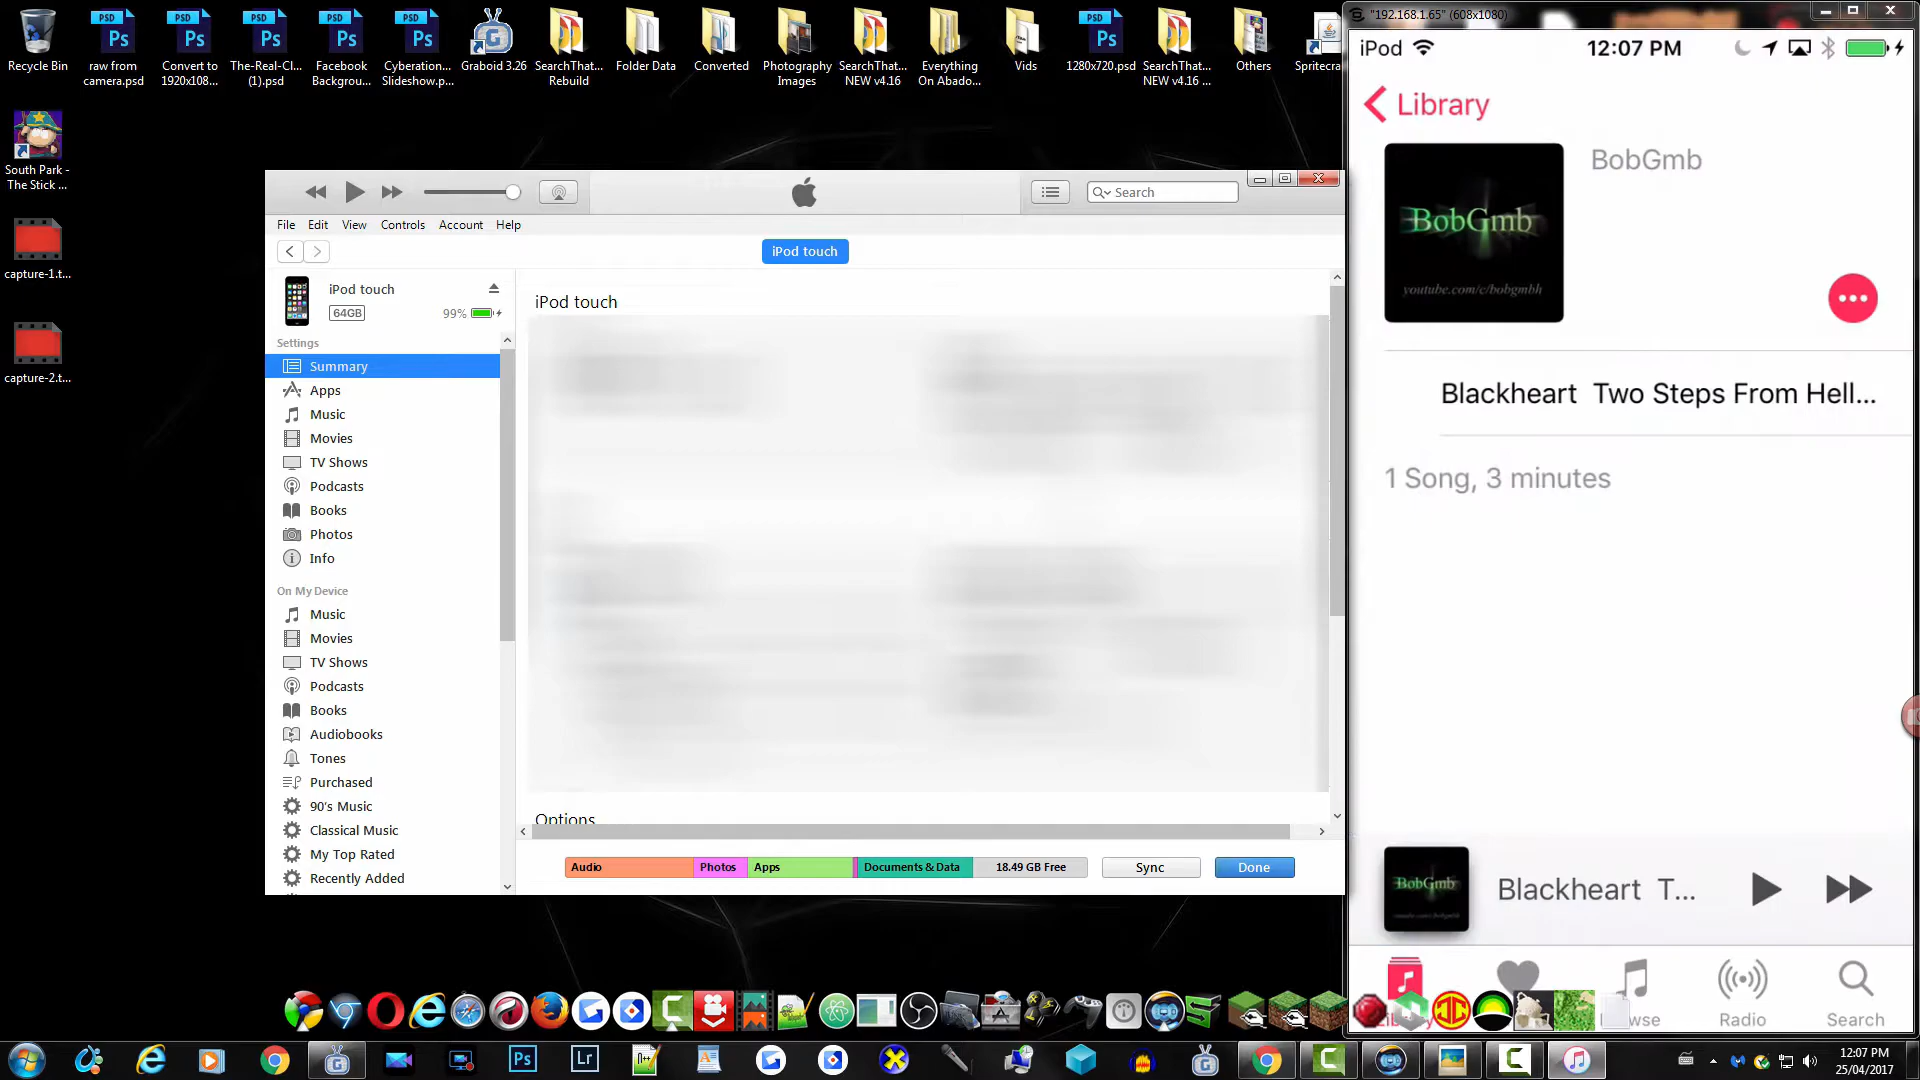 Recycle Bin
raw from camera.psd
Convert to 1920x108...
The-Real-Cl... (1).psd
Facebook Backgrou...
Cyberation... Slideshow.p...
Graboid 3.26
SearchThat... Rebuild
Folder Data
Converted
Photography Images
SearchThat... NEW v4.16
Everything On Abado...
Vids
1280x720.psd
SearchThat... NEW v4.16 ...
Others
Spritecra
South Park - The Stick ...
capture-1.t...
capture-2.t...
Search
File Edit View Controls Account Help
iPod touch
iPod touch
64GB 99%
Settings
Summary
Apps
Music
Movies
TV Shows
Podcasts
Books
Photos
Info
On My Device
Music
Movies
TV Shows
Podcasts
Books
Audiobooks
Tones
Purchased
90's Music
Classical Music
My Top Rated
Recently Added
iPod touch
Options
Audio Photos Apps Documents & Data 18.49 GB Free Sync Done
"192.168.1.65" (608x1080)
iPod 12:07 PM
Library
BobGmb
BobGmb
youtube.com/c/bobgmbh
Blackheart Two Steps From Hell...
1 Song, 3 minutes
BobGmb
Blackheart T...
Radio Search
12:07 PM
25/04/2017